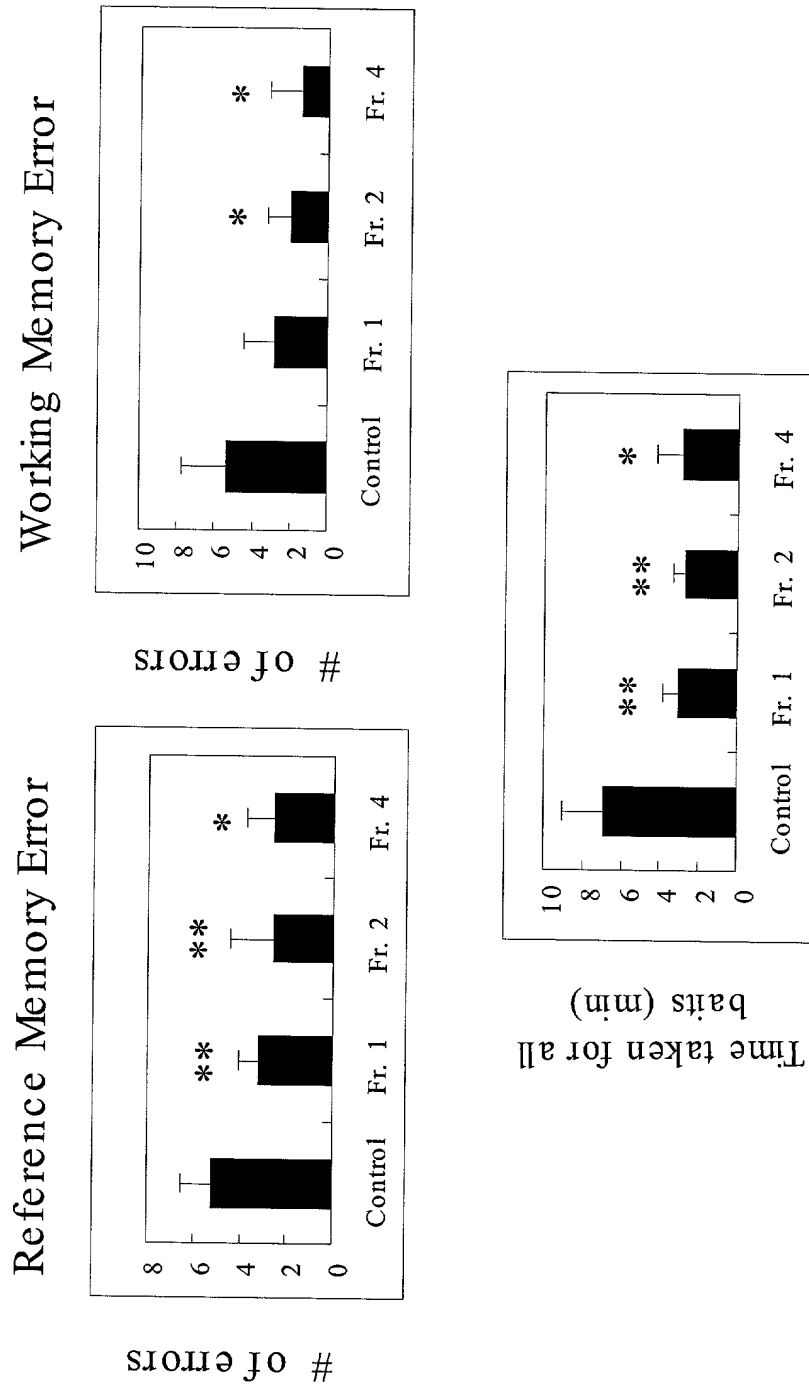 Reference Memory Error
# of errors
8
6
4
2
0
**
**
*
Control Fr. 1 Fr. 2 Fr. 4
Working Memory Error
# of errors
10
8
6
4
2
0
*
*
Control Fr. 1 Fr. 2 Fr. 4
Time taken for all
baits (min)
10
8
6
4
2
0
**
**
*
Control Fr. 1 Fr. 2 Fr. 4